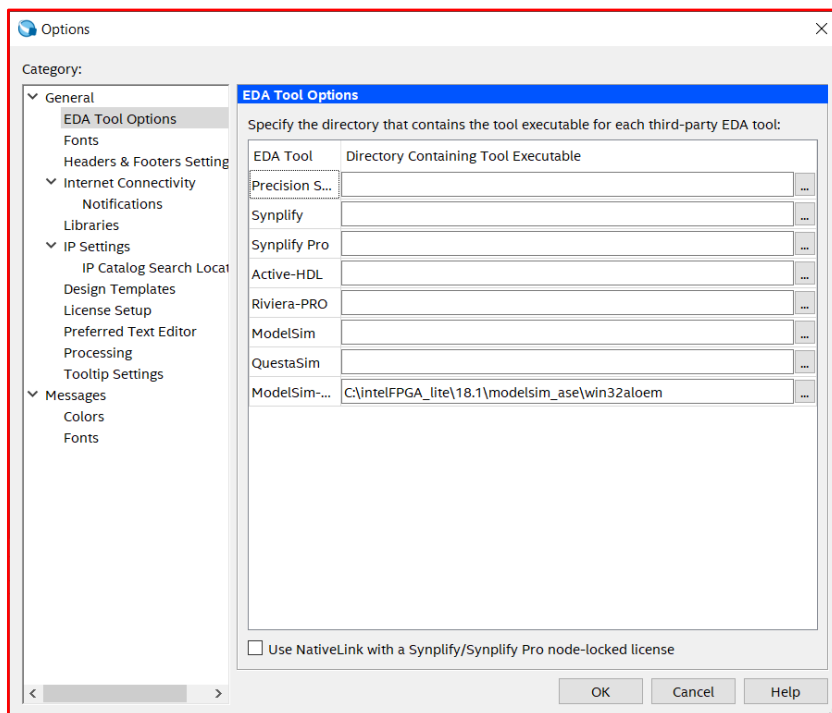 Options
Category:
General
EDA Tool Options
Fonts
Headers & Footers Setting
Internet Connectivity
Notifications
Libraries
IP Settings
IP Catalog Search Locat
Design Templates
License Setup
Preferred Text Editor
Processing
Tooltip Settings
Messages
Colors
Fonts
EDA Tool Options
Specify the directory that contains the tool executable for each third-party EDA tool:
EDA Tool Directory Containing Tool Executable
Precision S... ...
Synplify ...
Synplify Pro ...
Active-HDL ...
Riviera-PRO ...
ModelSim ...
QuestaSim ...
ModelSim-... C:\intelFPGA_lite\18.1\modelsim_ase\win32aloem ...
Use NativeLink with a Synplify/Synplify Pro node-locked license
OK Cancel Help